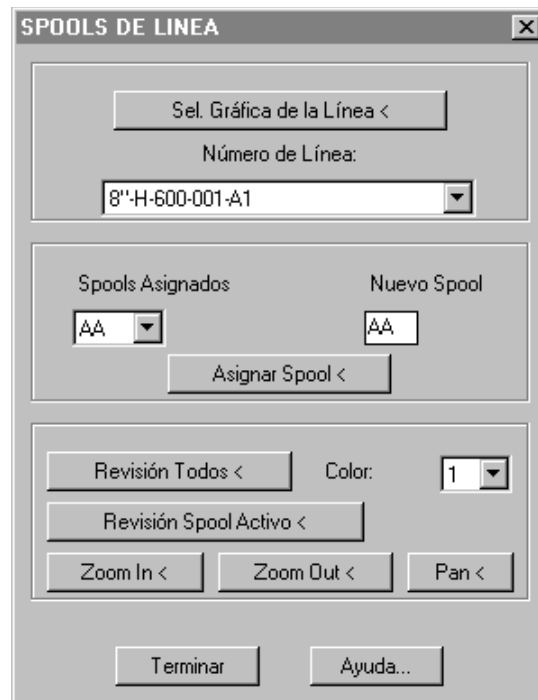 SPOOLS DE LINEA
Sel. Gráfica de la Línea <
Número de Línea:
8"-H-600-001-A1
Spools Asignados Nuevo Spool
AA AA
Asignar Spool <
Revisión Todos < Color: 1
Revisión Spool Activo <
Zoom In < Zoom Out < Pan <
Terminar Ayuda...